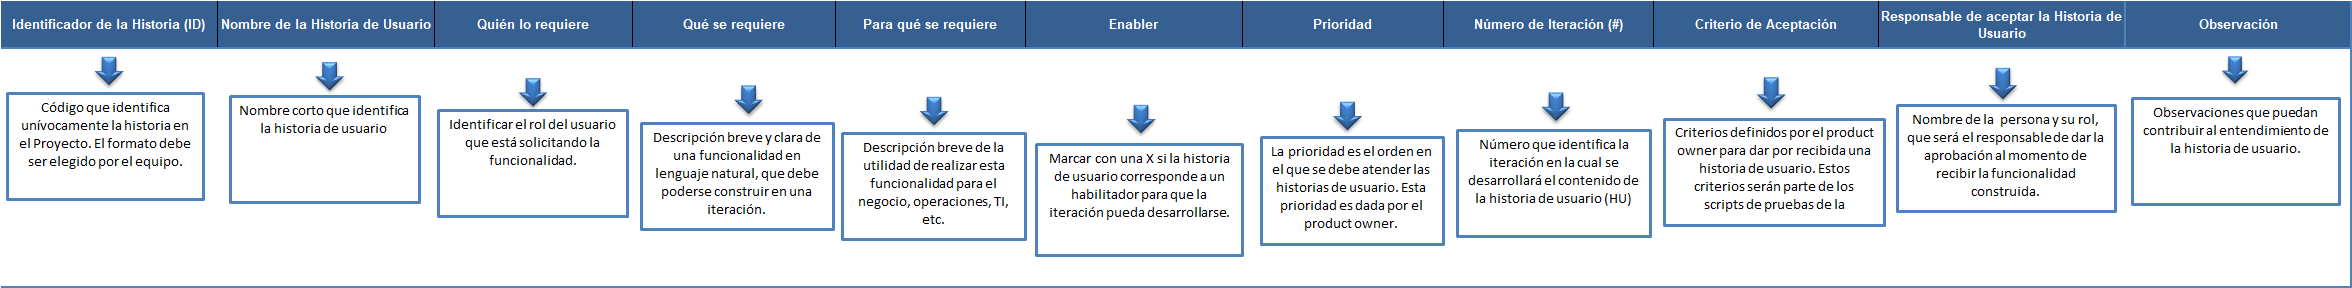 Identificador de la Historia (ID)
Nombre de la Historia de Usuario
Quién lo requiere
Qué se requiere
Para qué se requiere
Enabler
Prioridad
Número de Iteración (#)
Criterio de Aceptación
Responsable de aceptar la Historia de
Usuario
Observación
Código que identifica
unívocamente la historia en
el Proyecto. El formato debe
ser elegido por el equipo.
Nombre corto que identifica
la historia de usuario
Identificar el rol del usuario
que está solicitando la
funcionalidad.
Descripción breve y clara de
una funcionalidad en
lenguaje natural, que debe
poderse construir en una
iteración.
Descripción breve de la
utilidad de realizar esta
funcionalidad para el
negocio, operaciones, TI,
etc.
Marcar con una X si la historia
de usuario corresponde a un
habilitador para que la
iteración pueda desarrollarse.
La prioridad es el orden en
el que se debe atender las
historias de usuario. Esta
prioridad es dada por el
product owner.
Número que identifica la
iteración en la cual se
desarrollará el contenido de
la historia de usuario (HU)
Criterios definidos por el product
owner para dar por recibida una
historia de usuario. Estos
criterios serán parte de los
scripts de pruebas de la
Nombre de la persona y su rol,
que será el responsable de dar la
aprobación al momento de
recibir la funcionalidad
construida.
Observaciones que puedan
contribuir al entendimiento de
la historia de usuario.